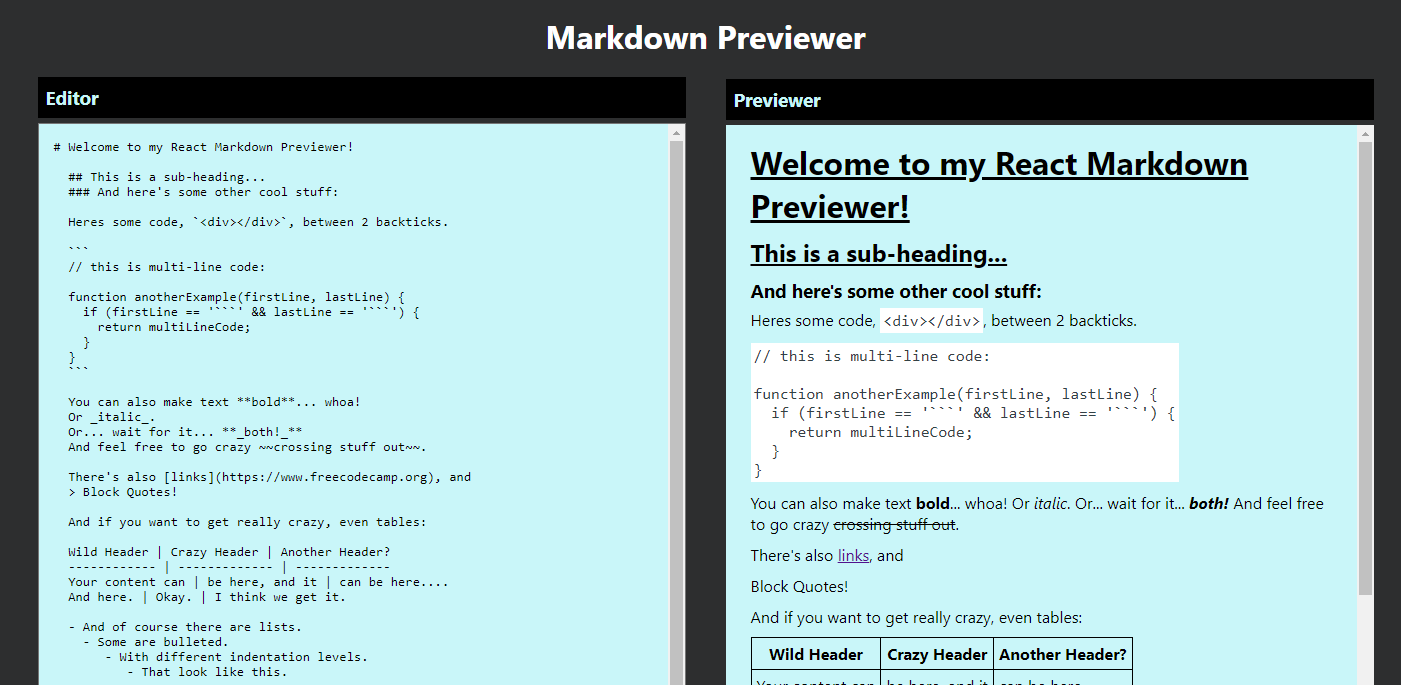 Markdown Previewer
Editor
# Welcome to my React Markdown Previewer!
## This is a sub-heading...
### And here's some other cool stuff:
Heres some code, `<div></div>`, between 2 backticks.
```
// this is multi-line code:
function anotherExample(firstLine, lastLine) {
if (firstLine == '```' && lastLine == '```') {
return multiLineCode;
}
}
```
You can also make text **bold**... whoa!
Or _italic_.
Or... wait for it... **_both!_**
And feel free to go crazy ~~crossing stuff out~~.
There's also [links](https://www.freecodecamp.org), and
> Block Quotes!
And if you want to get really crazy, even tables:
Wild Header | Crazy Header | Another Header?
------------ | ------------- | -------------
Your content can | be here, and it | can be here....
And here. | Okay. | I think we get it.
- And of course there are lists.
- Some are bulleted.
- With different indentation levels.
- That look like this.
Previewer
Welcome to my React Markdown
Previewer!
This is a sub-heading...
And here's some other cool stuff:
Heres some code, <div></div>, between 2 backticks.
// this is multi-line code:
function anotherExample(firstLine, lastLine) {
if (firstLine == '```' && lastLine == '```') {
return multiLineCode;
}
}
You can also make text bold... whoa! Or italic. Or... wait for it... both! And feel free
to go crazy crossing stuff out.
There's also links, and
Block Quotes!
And if you want to get really crazy, even tables:
Wild Header Crazy Header Another Header?
Your content can be here, and it can be here....